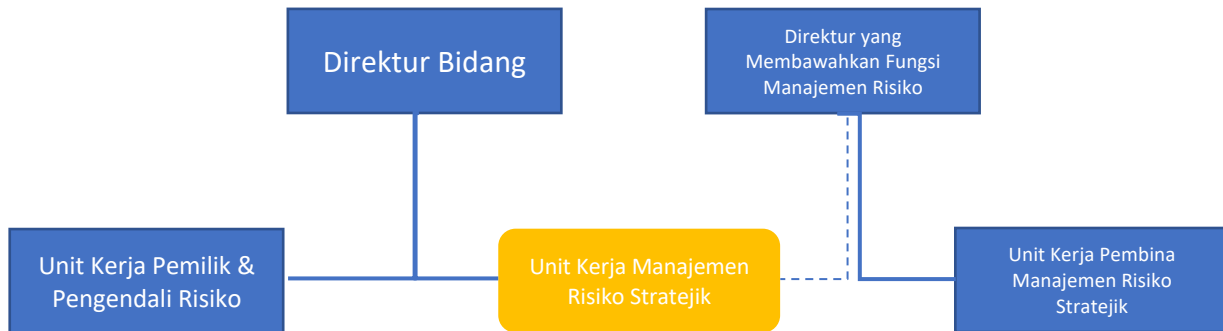 Direktur Bidang
Direktur yang
Membawahkan Fungsi
Manajemen Risiko
Unit Kerja Pemilik &
Pengendali Risiko
Unit Kerja Manajemen
Risiko Stratejik
Unit Kerja Pembina
Manajemen Risiko
Stratejik